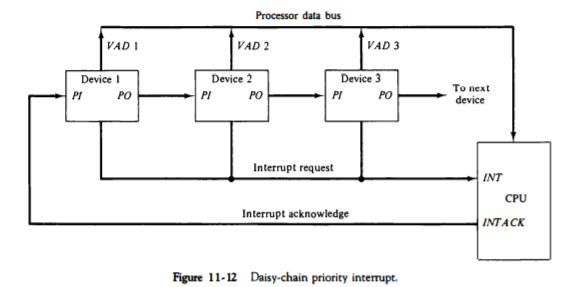 Processor data bus
VAD 1
VAD 2
VAD 3
Device 1
PI PO
Device 2
PI PO
Device 3
PI PO
To next
device
Interrupt request
INT
CPU
Interrupt acknowledge
INTACK
Figure 11-12 Daisy-chain priority interrupt.